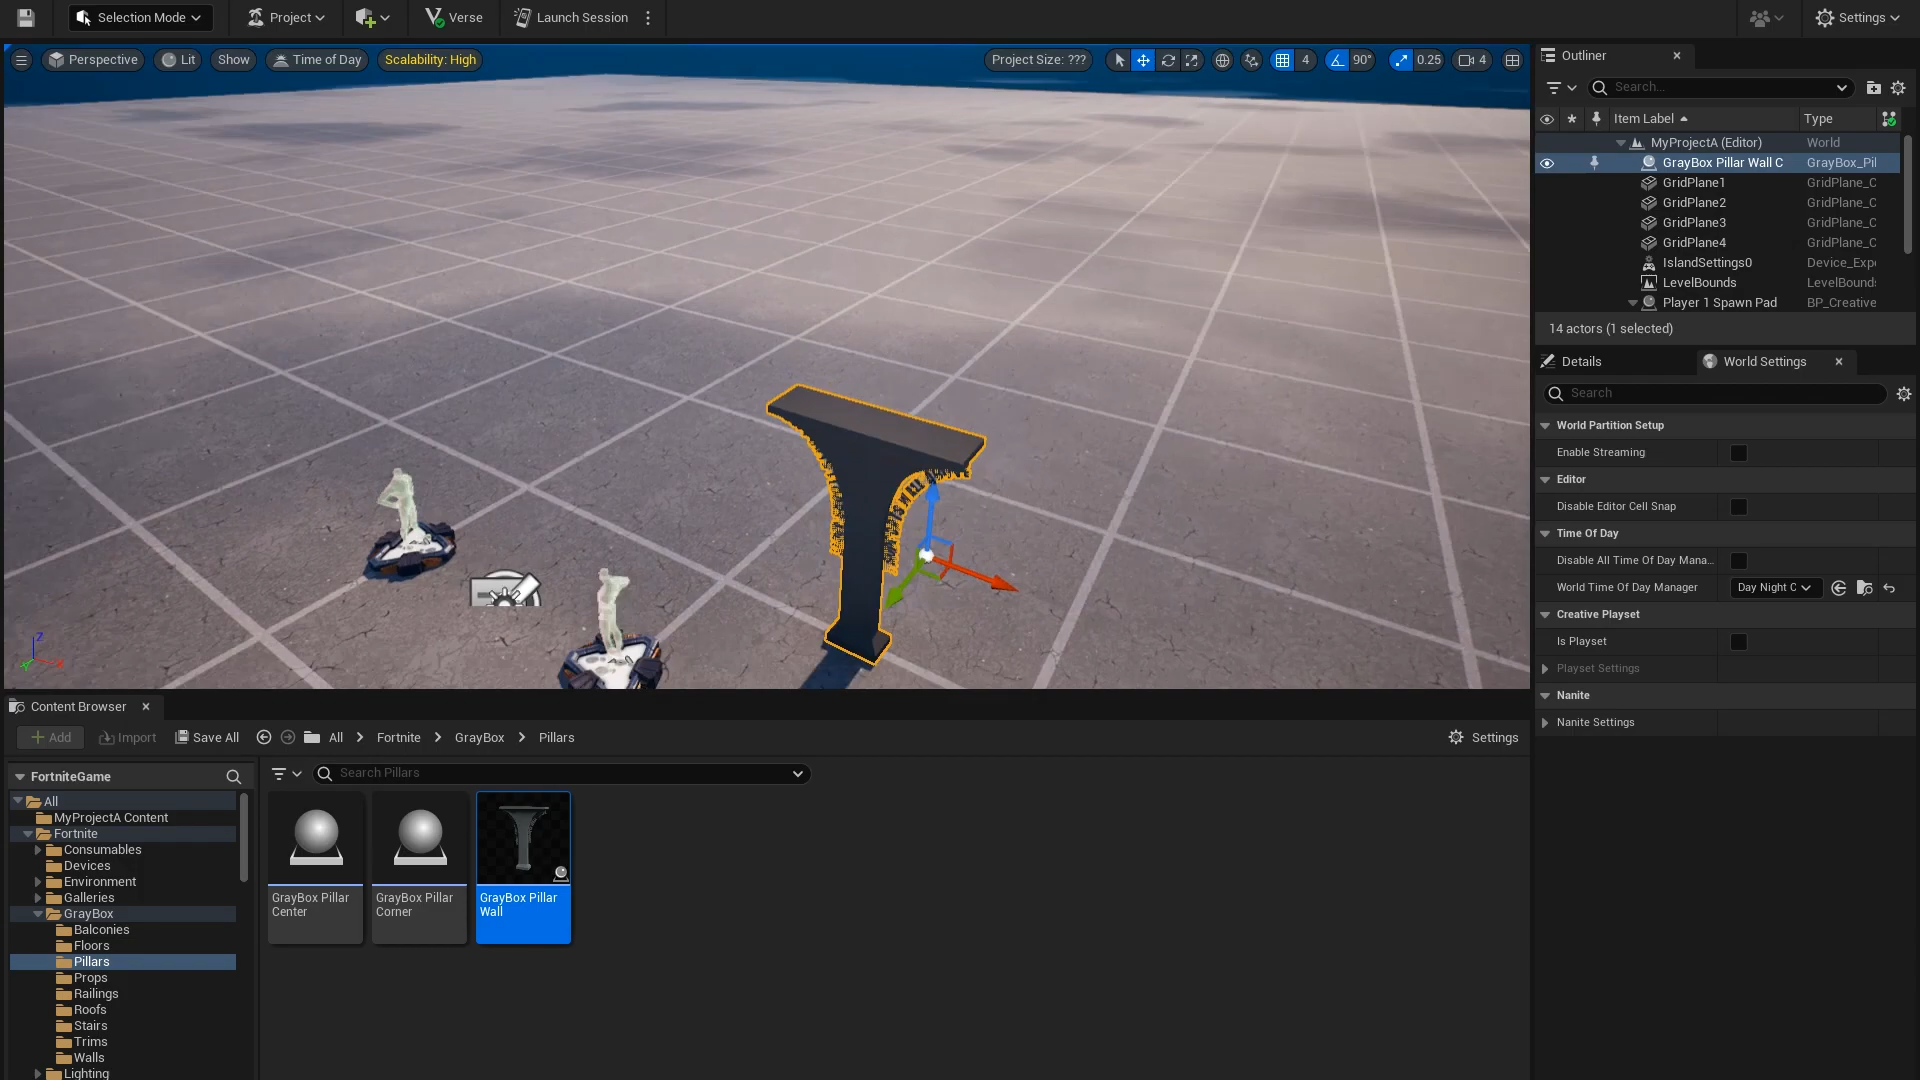 Selection Mode
Project
Verse
Launch Session
Settings
Perspective
Lit
Show
Time of Day
Scalability: High
Project Size: ???
4
90°
0.25
4
Z
X
Outliner
Search...
Item Label
Type
MyProjectA (Editor)
World
GrayBox Pillar Wall C
GrayBox_Pil
GridPlane1
GridPlane_C
GridPlane2
GridPlane_C
GridPlane3
GridPlane_C
GridPlane4
GridPlane_C
IslandSettings0
Device_Expe
LevelBounds
LevelBounds
Player 1 Spawn Pad
BP_Creative
14 actors (1 selected)
Details
World Settings
Search
World Partition Setup
Enable Streaming
Editor
Disable Editor Cell Snap
Time Of Day
Disable All Time Of Day Mana...
World Time Of Day Manager
Day Night C
Creative Playset
Is Playset
Playset Settings
Nanite
Nanite Settings
Content Browser
Add
Import
Save All
All
Fortnite
GrayBox
Pillars
Settings
FortniteGame
Search Pillars
All
MyProjectA Content
Fortnite
Consumables
Devices
Environment
Galleries
GrayBox
Balconies
Floors
Pillars
Props
Railings
Roofs
Stairs
Trims
Walls
Lighting
GrayBox Pillar
Center
GrayBox Pillar
Corner
GrayBox Pillar
Wall